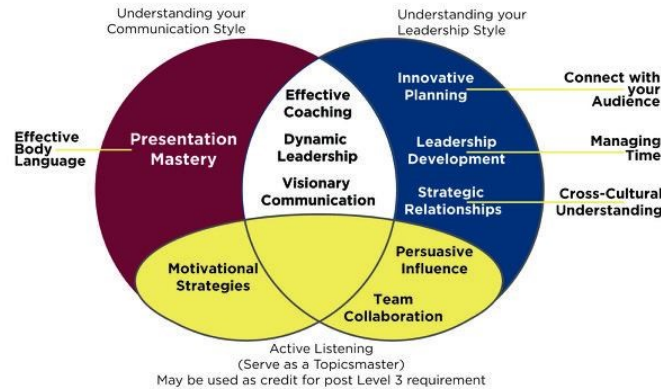 Understanding your
Communication Style
Understanding your
Leadership Style
Effective
Coaching
Dynamic
Leadership
Visionary
Communication
Innovative
Planning
Connect with
your
Audience
Effective
Body
Language
Presentation
Mastery
Leadership
Development
Managing
Time
Strategic
Relationships
Cross-Cultural
Understanding
Motivational
Strategies
Persuasive
Influence
Team
Collaboration
Active Listening
(Serve as a Topicsmaster)
May be used as credit for post Level 3 requirement